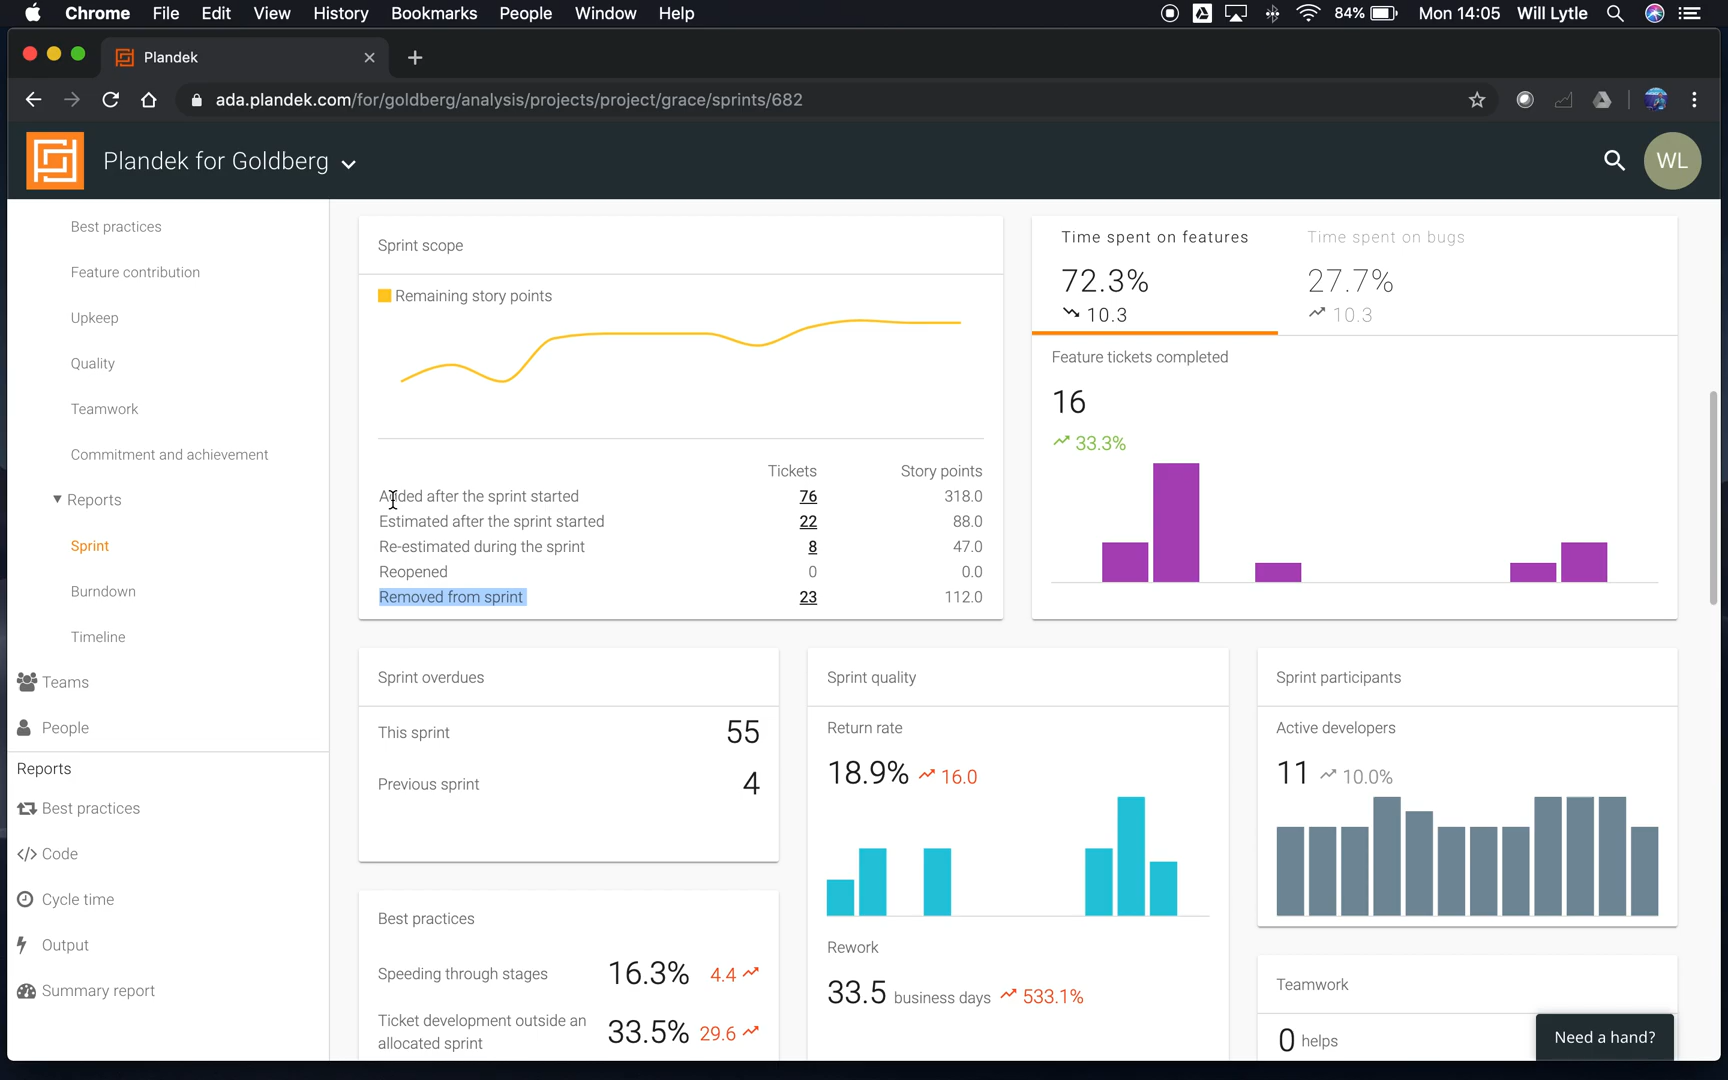 Chrome File Edit View History Bookmarks People Window Help 84% Mon 14:05 Will Lytle
Plandek
ada.plandek.com/for/goldberg/analysis/projects/project/grace/sprints/682
Plandek for Goldberg WL
Best practices
Feature contribution
Upkeep
Quality
Teamwork
Commitment and achievement
Reports
Sprint
Burndown
Timeline
Teams
People
Reports
Best practices
Code
Cycle time
Output
Summary report
Sprint scope
Remaining story points
Tickets Story points
Added after the sprint started 76 318.0
Estimated after the sprint started 22 88.0
Re-estimated during the sprint 8 47.0
Reopened 0 0.0
Removed from sprint 23 112.0
Time spent on features Time spent on bugs
72.3% 27.7%
10.3 10.3
Feature tickets completed
16
33.3%
Sprint overdues
This sprint 55
Previous sprint 4
Best practices
Speeding through stages 16.3% 4.4
Ticket development outside an
allocated sprint 33.5% 29.6
Sprint quality
Return rate
18.9% 16.0
Rework
33.5 business days 533.1%
Sprint participants
Active developers
11 10.0%
Teamwork
0 helps
Need a hand?